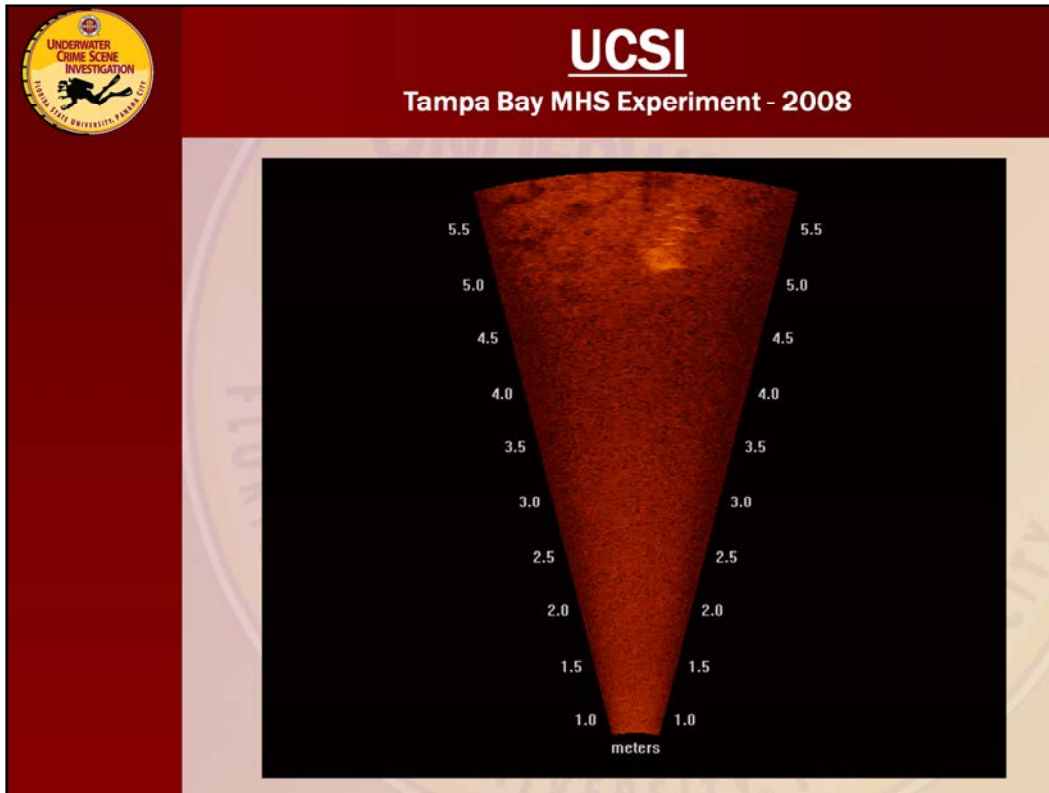 UNDERWATER
CRIME SCENE
INVESTIGATION
FLORIDA STATE UNIVERSITY, PANAMA CITY
UCSI
Tampa Bay MHS Experiment - 2008
5.5 5.5
5.0 5.0
4.5 4.5
4.0 4.0
3.5 3.5
3.0 3.0
2.5 2.5
2.0 2.0
1.5 1.5
1.0 1.0
meters